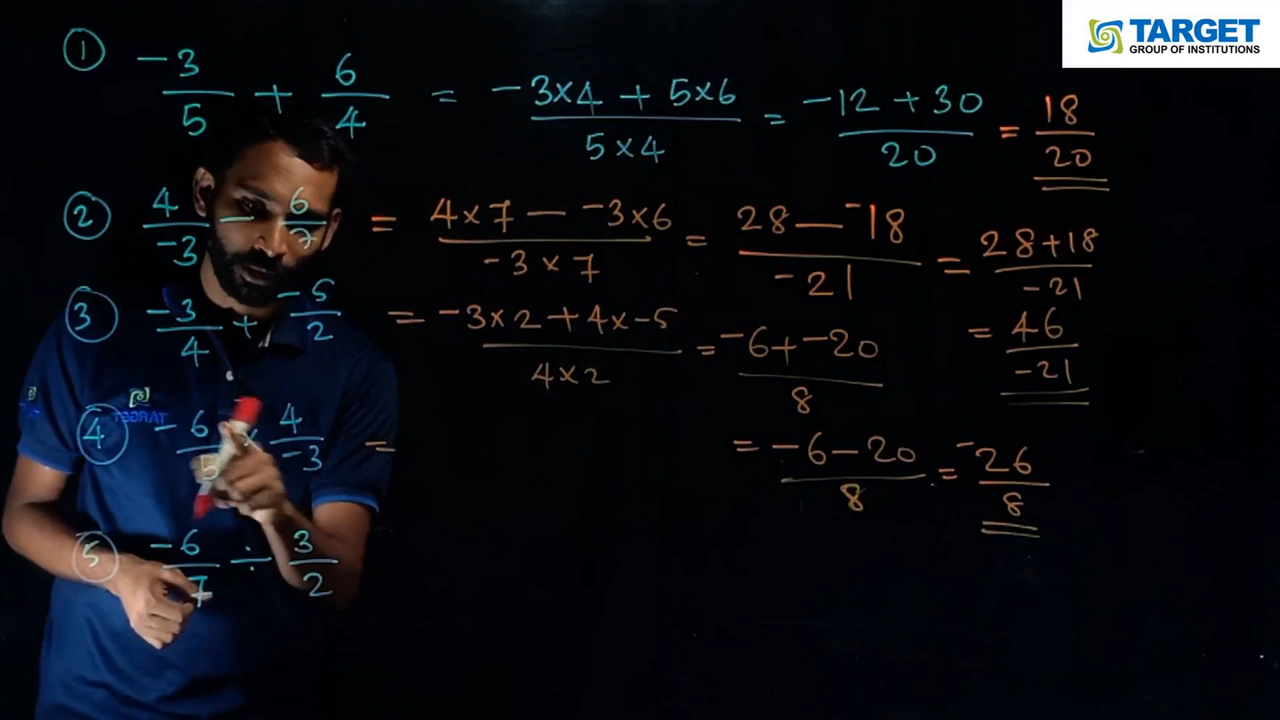 TARGET
GROUP OF INSTITUTIONS
① -3/5 + 6/4 = (-3×4 + 5×6)/(5×4) = (-12 + 30)/20 = 18/20
② 4/-3 — 6/7 = (4×7 — -3×6)/(-3×7) = (28 — -18)/-21 = (28+18)/-21
= 46/-21
③ -3/4 + -5/2 = (-3×2 + 4×-5)/(4×2) = (-6 + -20)/8
= (-6-20)/8 = -26/8
④ -6/5 × 4/-3 =
⑤ -6/7 ÷ 3/2
TARGET